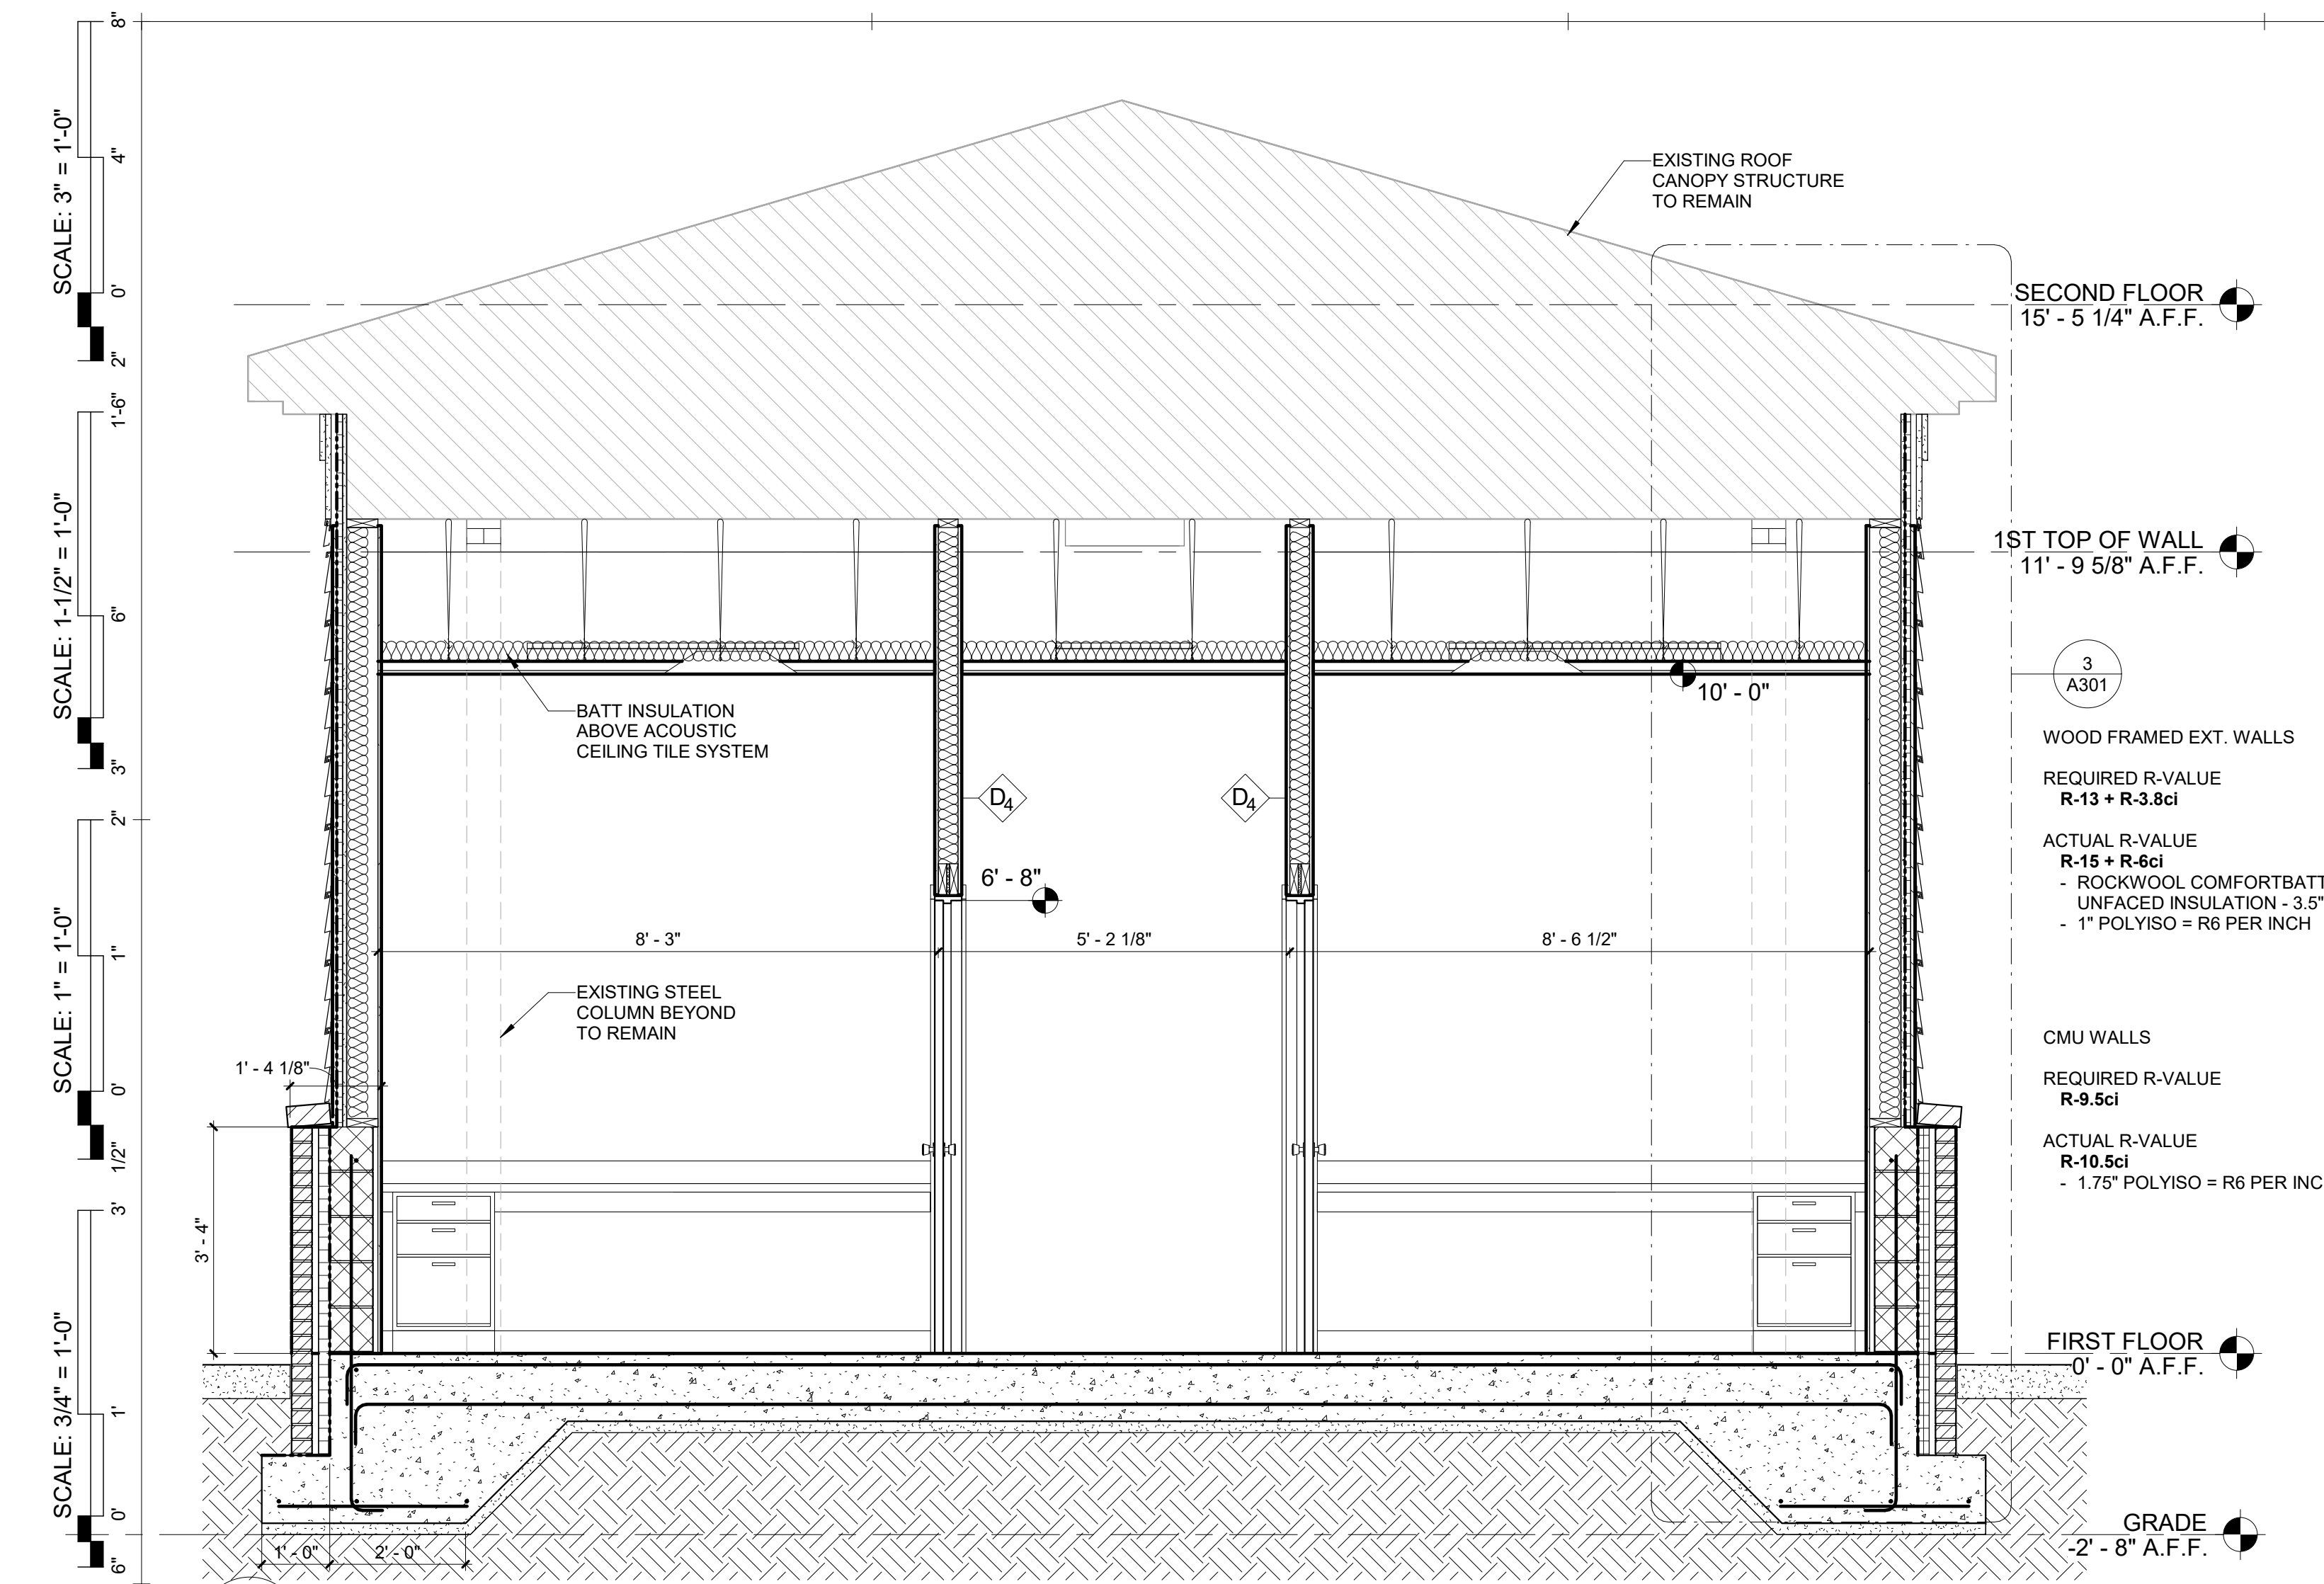 SCALE: 3" = 1'-0"
8"
4"
0'
2"
SCALE: 1-1/2" = 1'-0"
1'-6"
6"
3"
SCALE: 1" = 1'-0"
2"
1"
0'
1/2"
SCALE: 3/4" = 1'-0"
3'
1'
0'
6"
EXISTING ROOF
CANOPY STRUCTURE
TO REMAIN
SECOND FLOOR
15' - 5 1/4" A.F.F.
1ST TOP OF WALL
11' - 9 5/8" A.F.F.
3
A301
10' - 0"
BATT INSULATION
ABOVE ACOUSTIC
CEILING TILE SYSTEM
D4
D4
6' - 8"
8' - 3"
5' - 2 1/8"
8' - 6 1/2"
EXISTING STEEL
COLUMN BEYOND
TO REMAIN
1' - 4 1/8"
3' - 4"
WOOD FRAMED EXT. WALLS
REQUIRED R-VALUE
R-13 + R-3.8ci
ACTUAL R-VALUE
R-15 + R-6ci
- ROCKWOOL COMFORTBATT
UNFACED INSULATION - 3.5"
- 1" POLYISO = R6 PER INCH
CMU WALLS
REQUIRED R-VALUE
R-9.5ci
ACTUAL R-VALUE
R-10.5ci
- 1.75" POLYISO = R6 PER INC
FIRST FLOOR
0' - 0" A.F.F.
GRADE
-2' - 8" A.F.F.
1' - 0"
2' - 0"